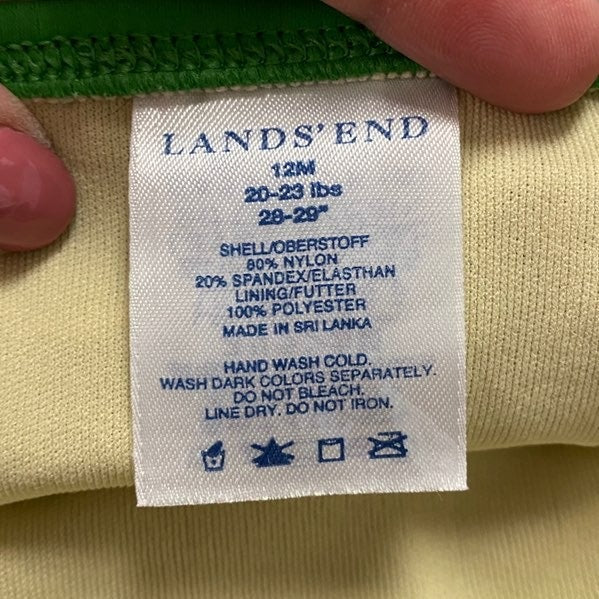 LANDS' END
12M
20-23 lbs
28-29"
SHELL/OBERSTOFF
80% NYLON
20% SPANDEX/ELASTHAN
LINING/FUTTER
100% POLYESTER
MADE IN SRI LANKA
HAND WASH COLD.
WASH DARK COLORS SEPARATELY.
DO NOT BLEACH.
LINE DRY. DO NOT IRON.